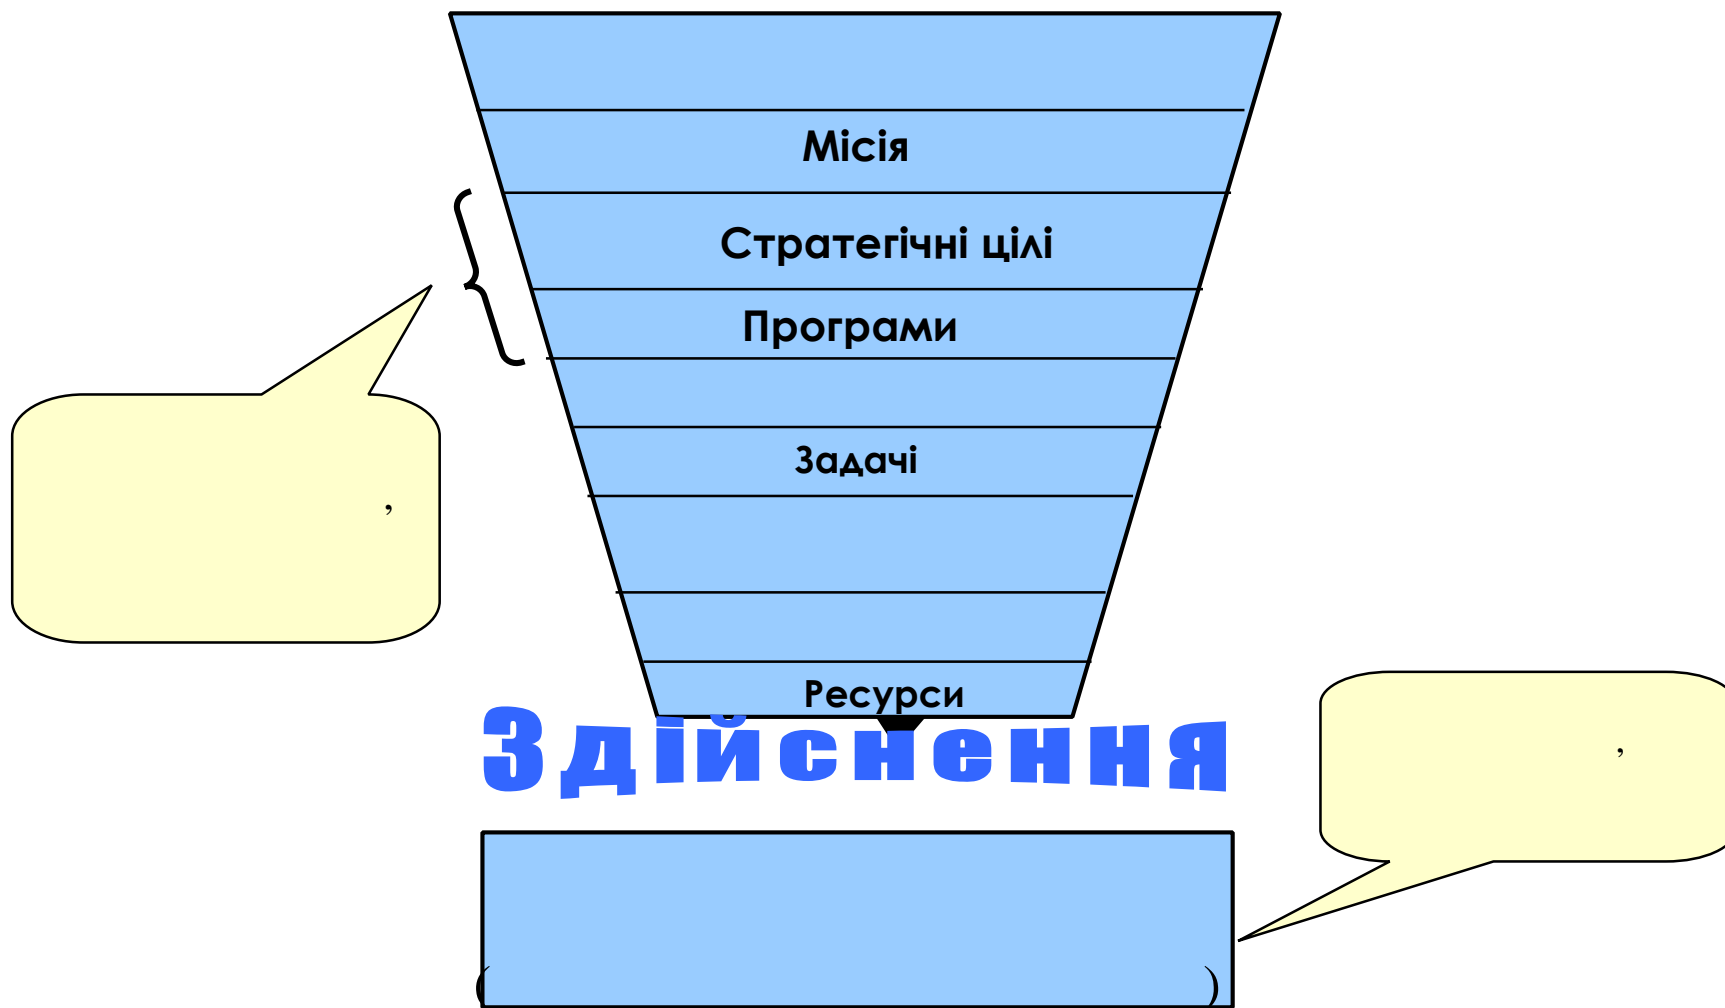 Місія
Стратегічні цілі
Програми
Задачі
,
Ресурси
Здійснення
,
( )